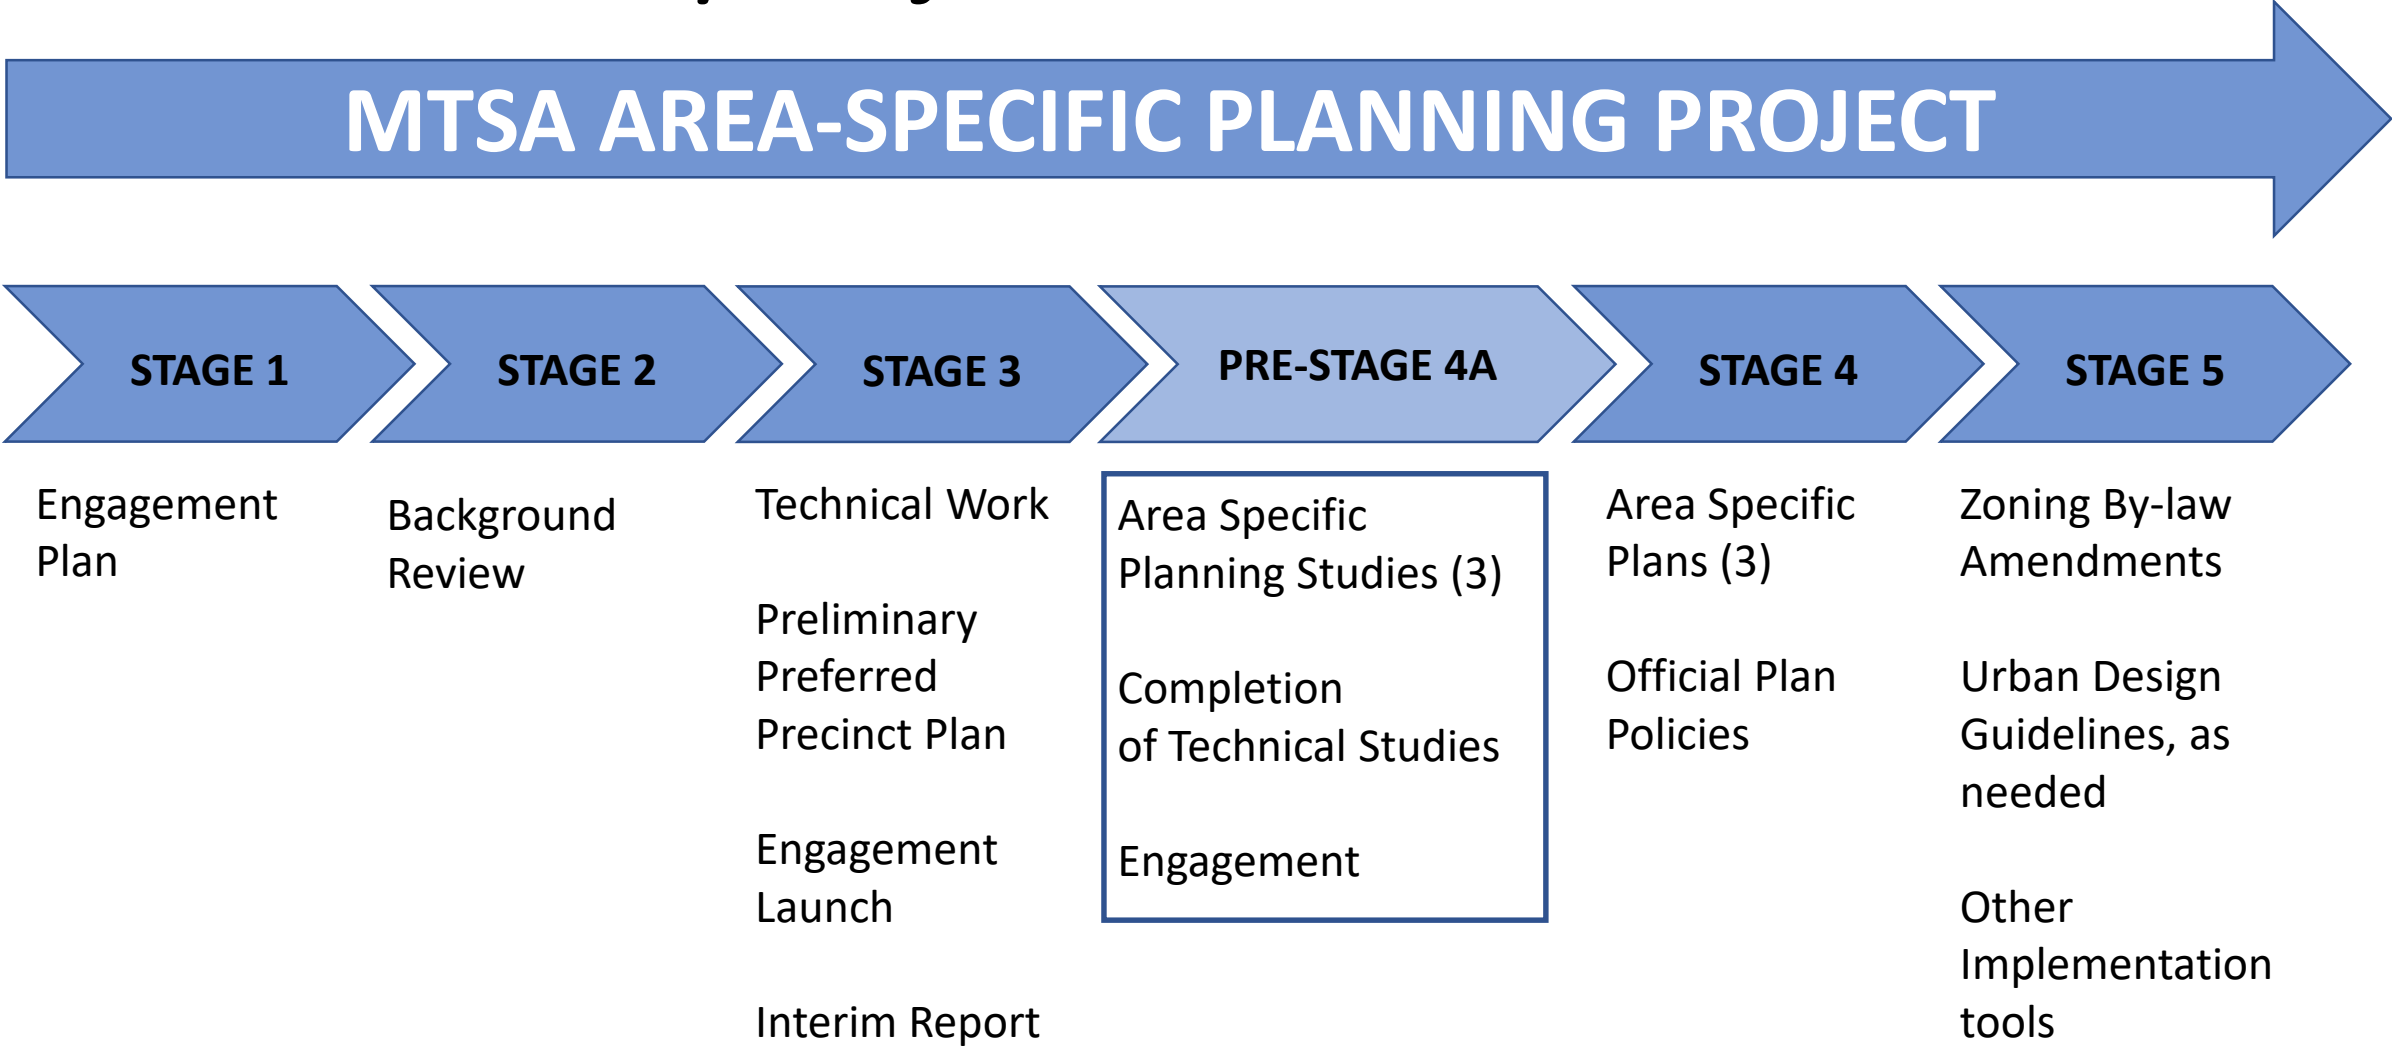 MTSA AREA-SPECIFIC PLANNING PROJECT
STAGE 1
STAGE 2
STAGE 3
PRE-STAGE 4A
STAGE 4
STAGE 5
Engagement
Plan
Background
Review
Technical Work
Preliminary
Preferred
Precinct Plan
Engagement
Launch
Interim Report
Area Specific
Planning Studies (3)
Completion
of Technical Studies
Engagement
Area Specific
Plans (3)
Official Plan
Policies
Zoning By-law
Amendments
Urban Design
Guidelines, as
needed
Other
Implementation
tools